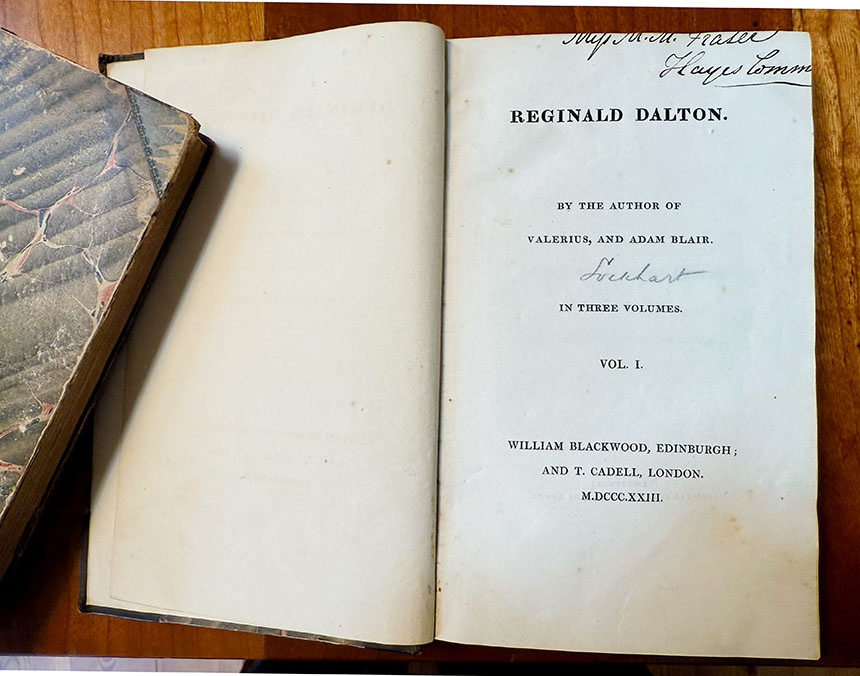 Miss M. M. Fraser
Hayes Comm
REGINALD DALTON.
BY THE AUTHOR OF
VALERIUS, AND ADAM BLAIR.
Lockhart
IN THREE VOLUMES.
VOL. I.
WILLIAM BLACKWOOD, EDINBURGH;
AND T. CADELL, LONDON.
M.DCCC.XXIII.